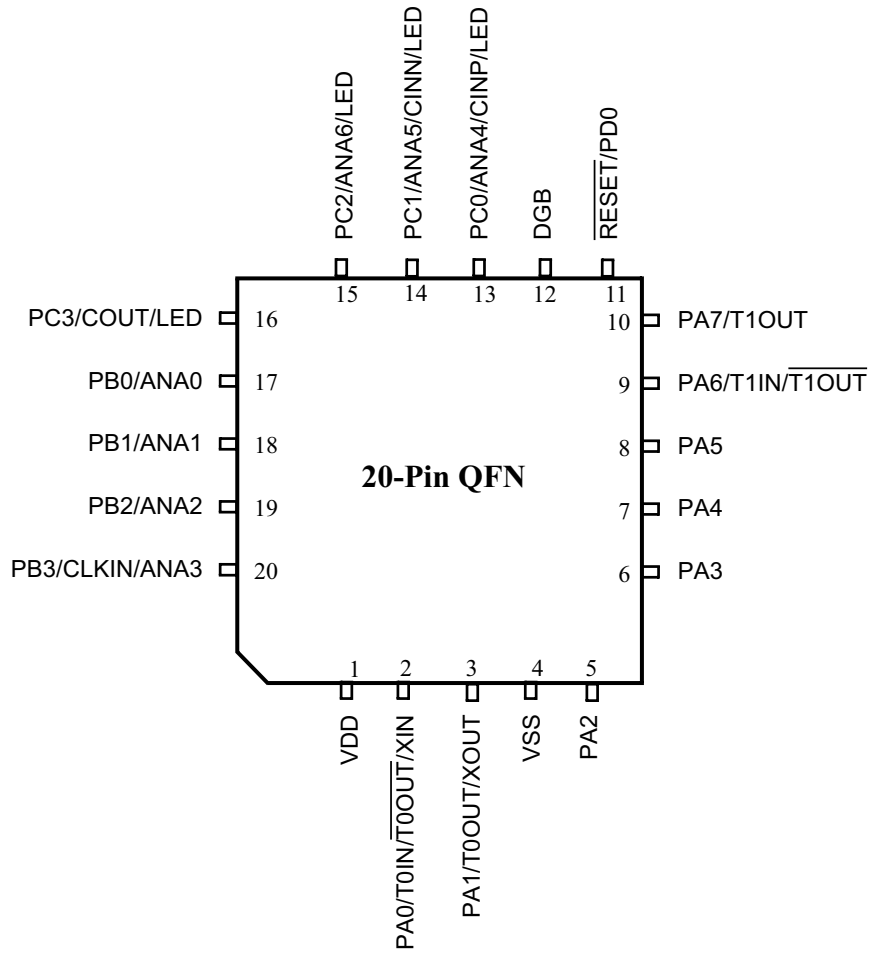 PC2/ANA6/LED
PC1/ANA5/CINN/LED
PC0/ANA4/CINP/LED
DGB
RESET/PD0
15
14
13
12
11
PC3/COUT/LED
16
10
PA7/T1OUT
PB0/ANA0
17
9
PA6/T1IN/T1OUT
PB1/ANA1
18
8
PA5
20-Pin QFN
PB2/ANA2
19
7
PA4
PB3/CLKIN/ANA3
20
6
PA3
1
2
3
4
5
VDD
PA0/T0IN/T0OUT/XIN
PA1/T0OUT/XOUT
VSS
PA2